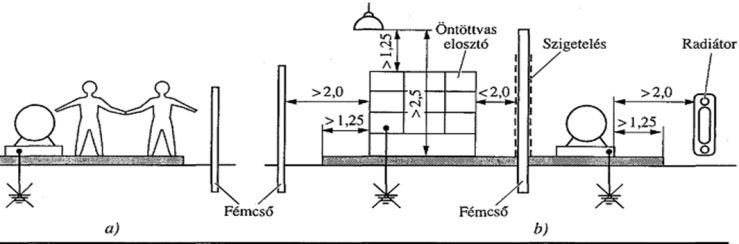 Öntöttvas
elosztó
Szigetelés
Radiátor
>1,25
>2,0
>2,5
<2,0
>2,0
>1,25
>1,25
Fémcső
Fémcső
a)
b)